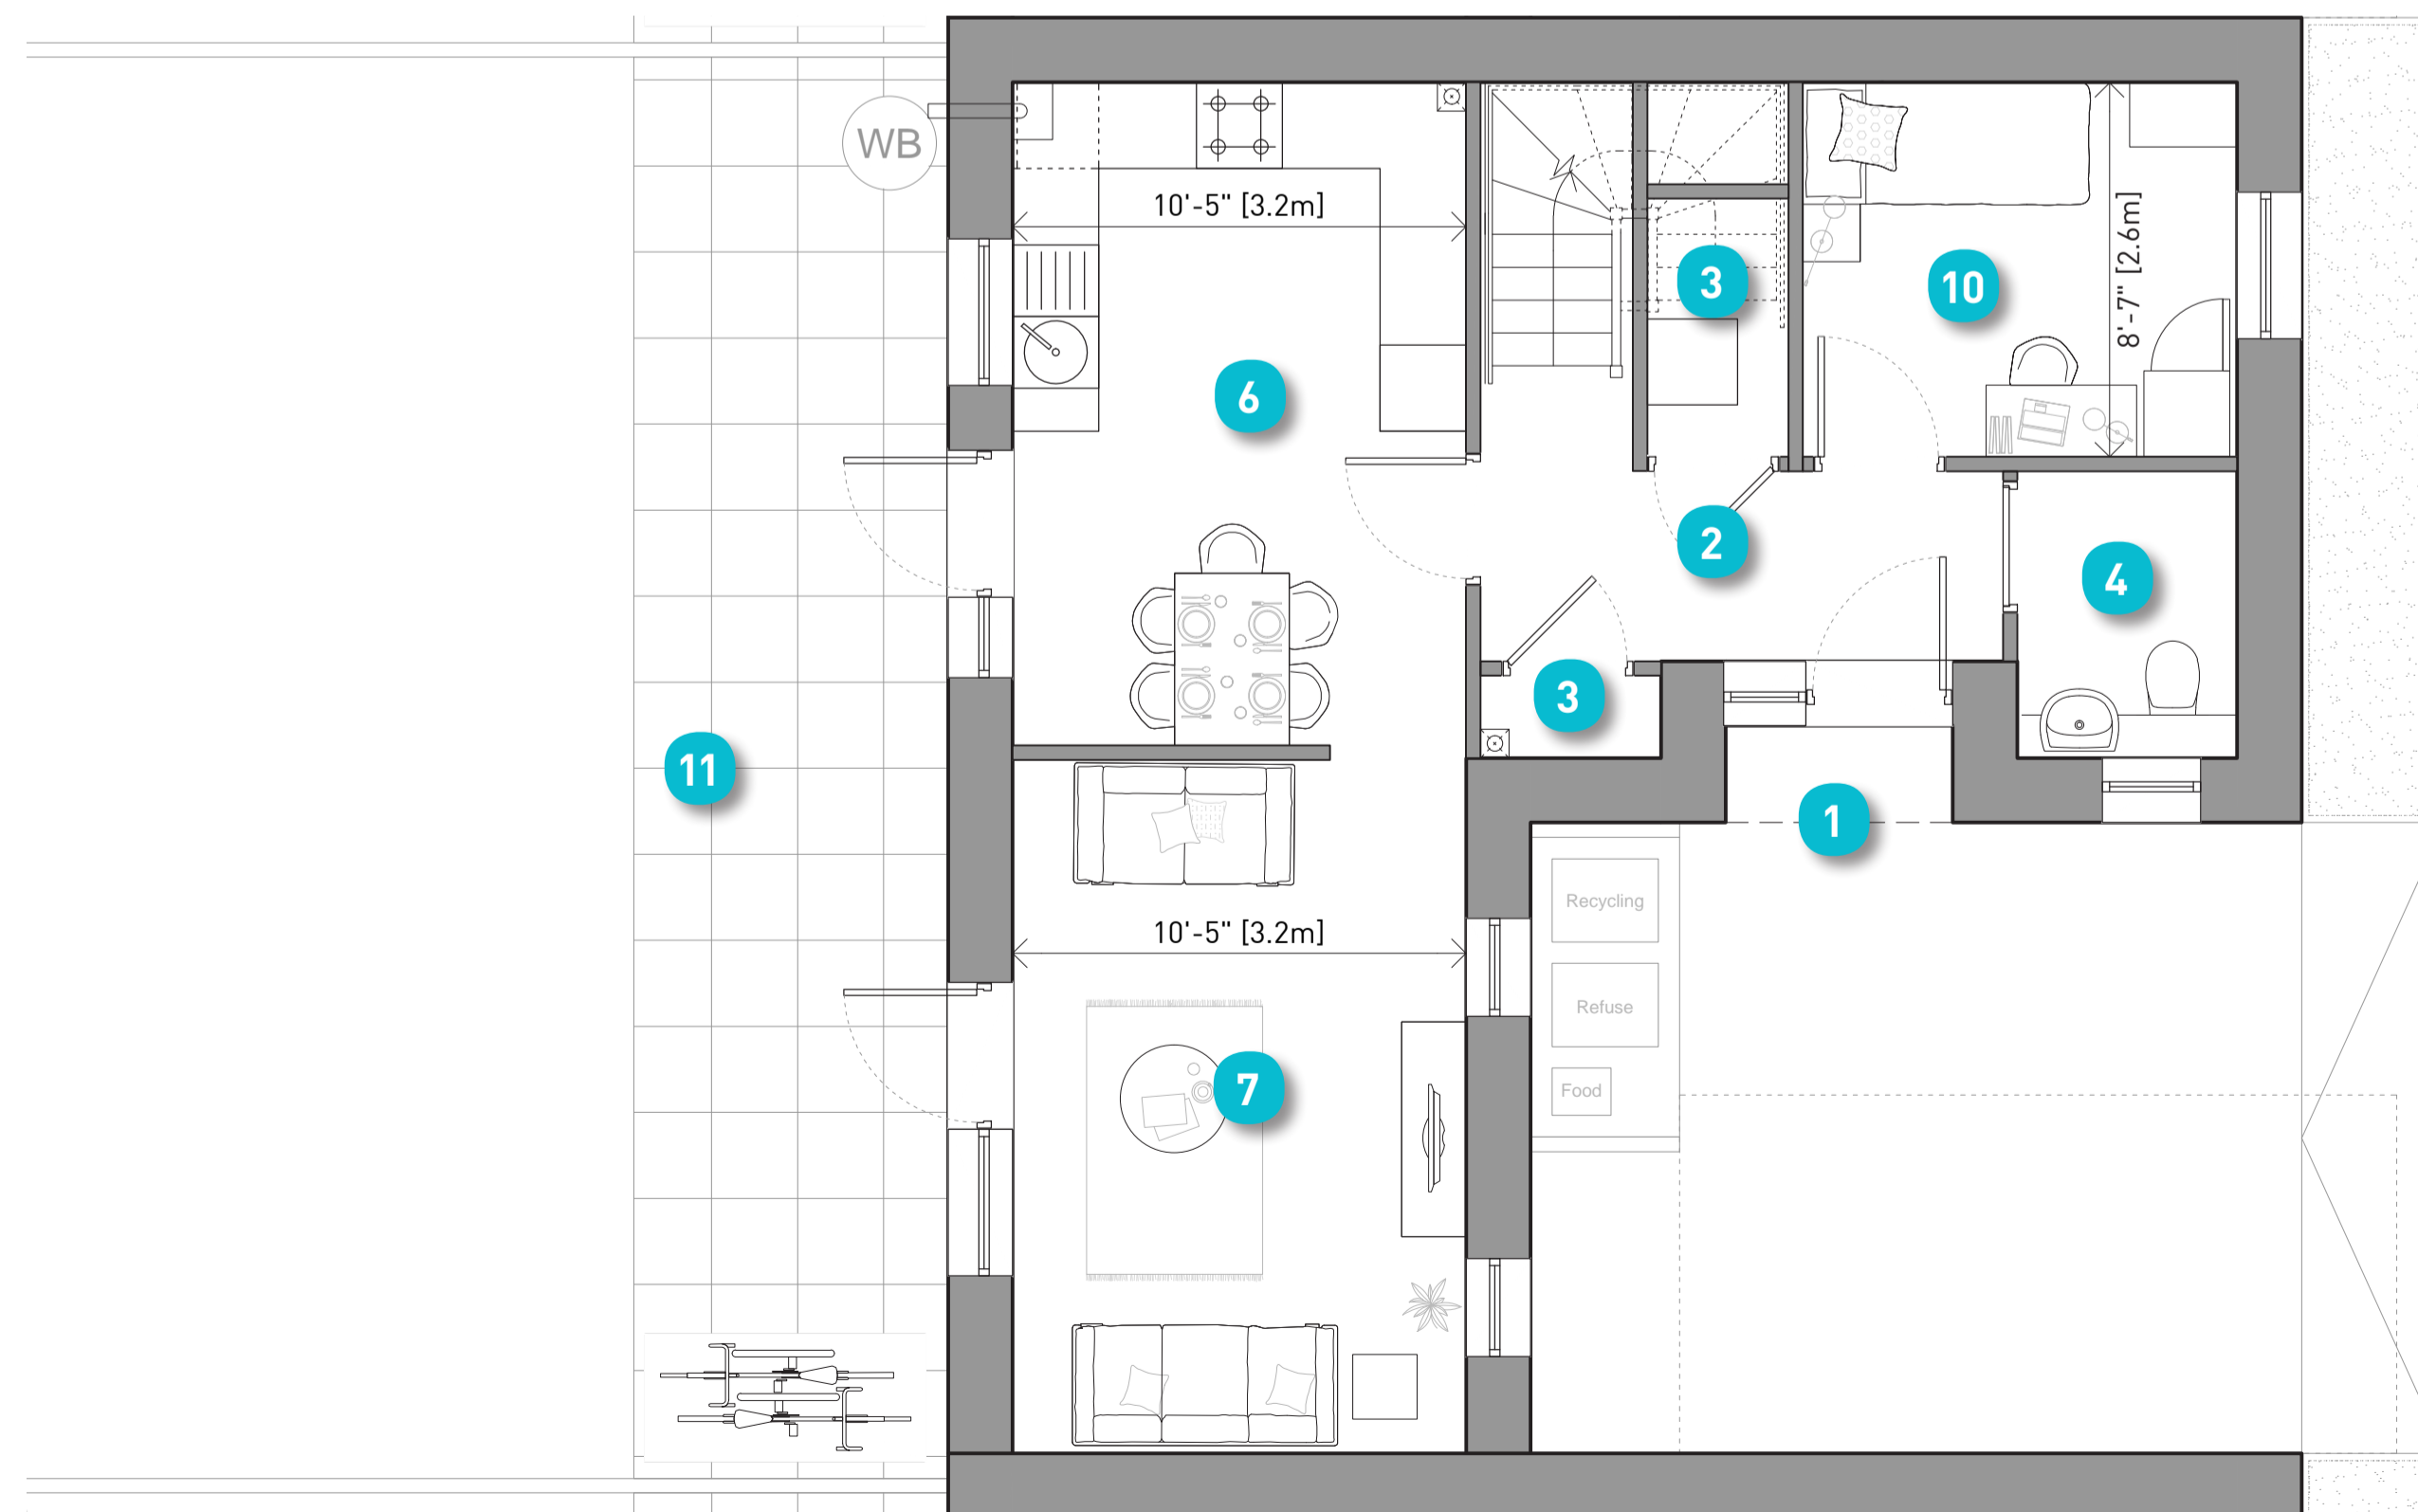 WB
10'-5" [3.2m]
3
10
8'-7" [2.6m]
6
2
4
3
11
1
Recycling
10'-5" [3.2m]
Refuse
7
Food